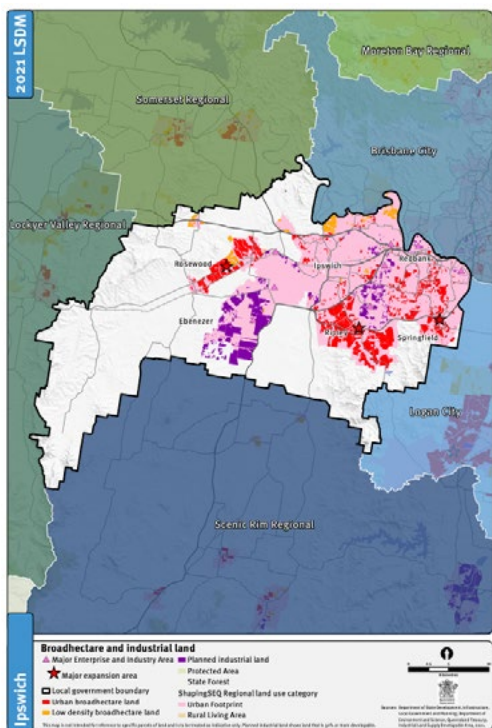 2021 LSDM
Moreton Bay Regional
Somerset Regional
Brisbane City
Lockyer Valley Regional
Rosewood
Ipswich
Redbank
Ebenezer
Ripley
Springfield
Logan City
Scenic Rim Regional
Ipswich
Broadhectare and industrial land
Major Enterprise and Industry Area
Major expansion area
Local government boundary
Urban broadhectare land
Low density broadhectare land
Planned industrial land
Protected Area
State Forest
ShapingSEQ Regional land use category
Urban Footprint
Rural Living Area